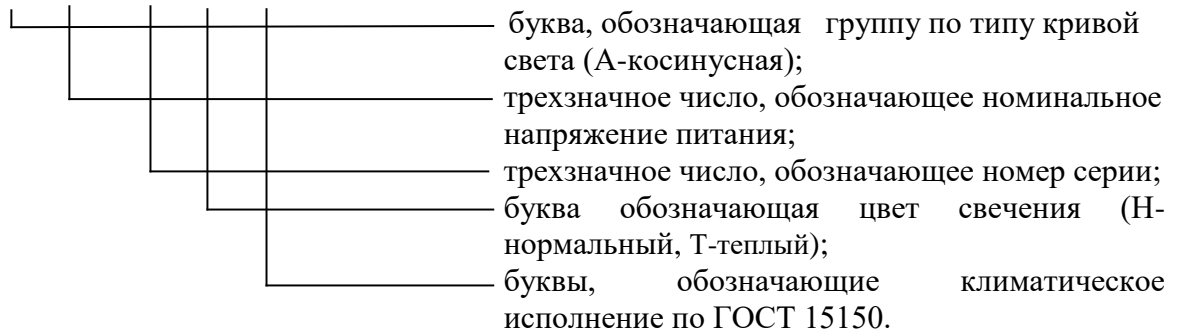 буква, обозначающая группу по типу кривой
света (А-косинусная);
трехзначное число, обозначающее номинальное
напряжение питания;
трехзначное число, обозначающее номер серии;
буква обозначающая цвет свечения (Н-
нормальный, Т-теплый);
буквы, обозначающие климатическое
исполнение по ГОСТ 15150.